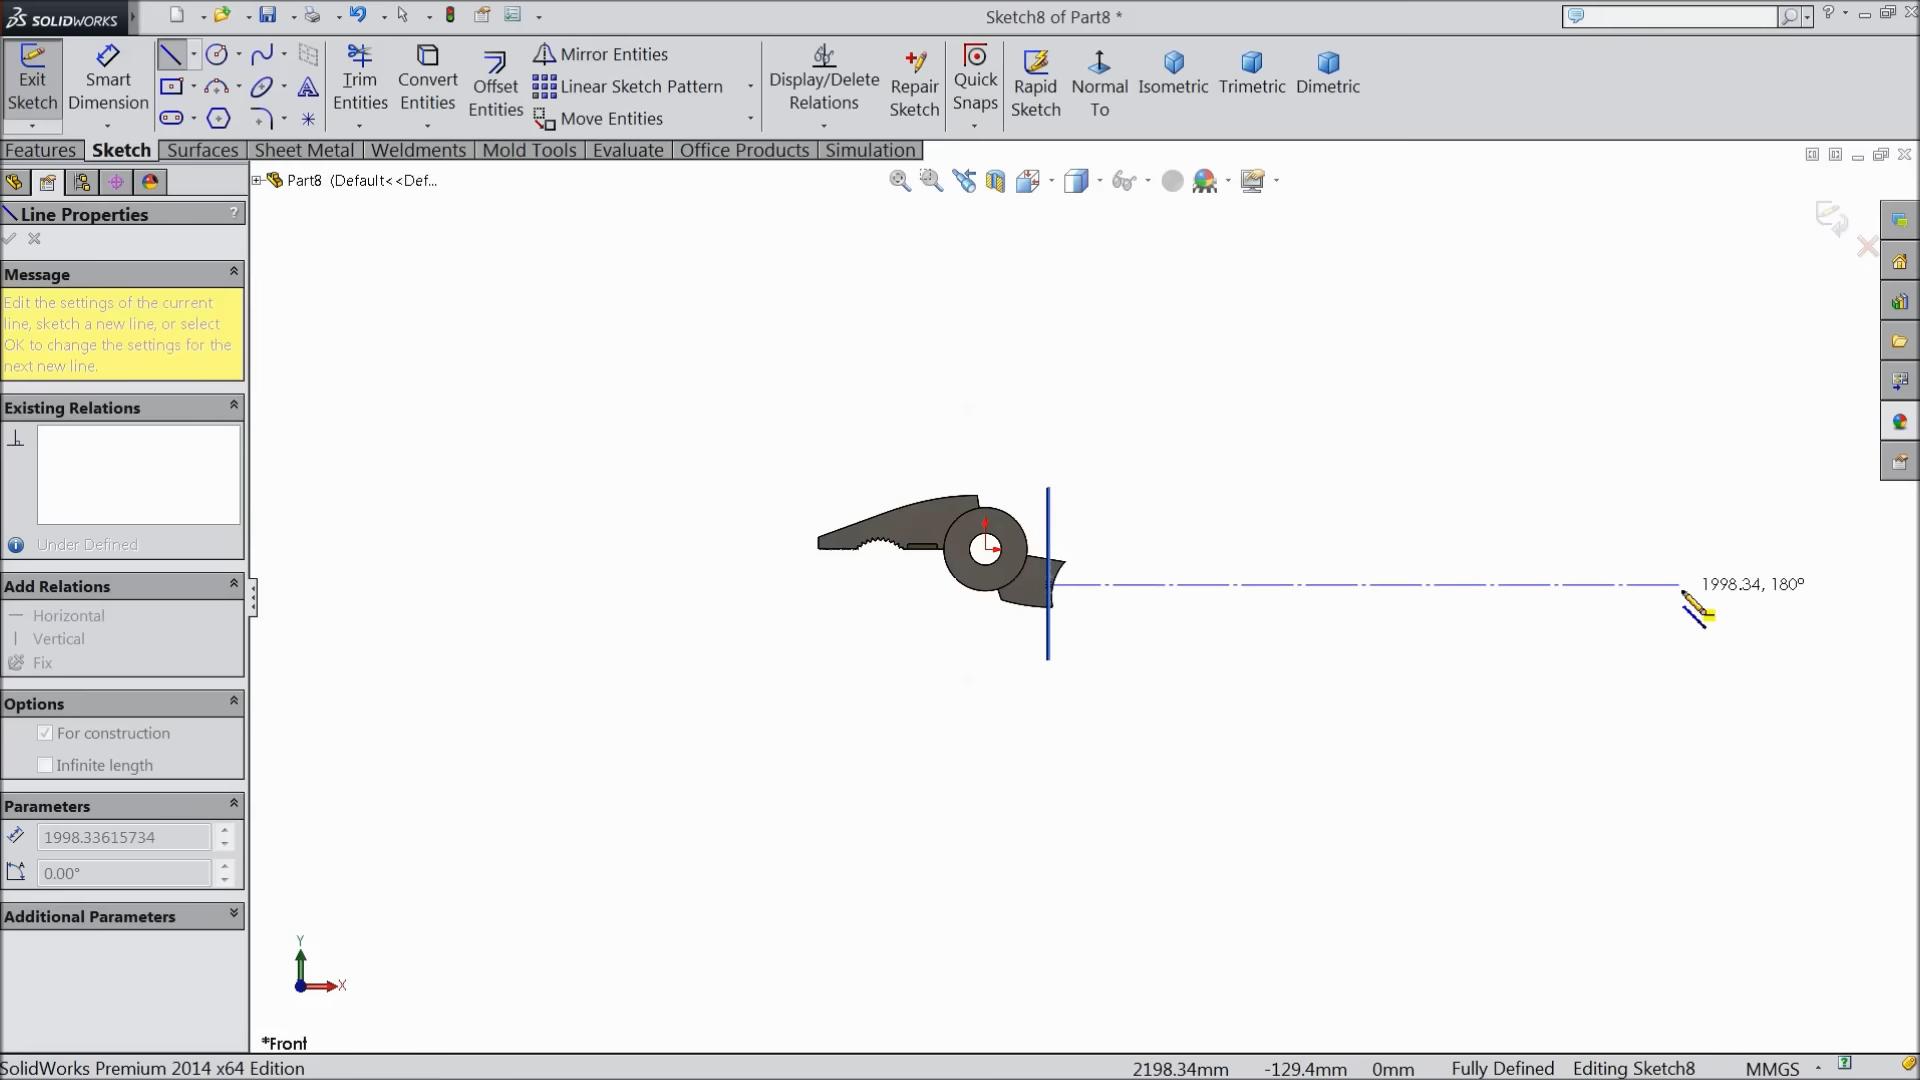 SOLIDWORKS
Sketch8 of Part8 *
Exit Sketch
Smart Dimension
Trim Entities
Convert Entities
Offset Entities
Mirror Entities
Linear Sketch Pattern
Move Entities
Display/Delete Relations
Repair Sketch
Quick Snaps
Rapid Sketch
Normal To
Isometric
Trimetric
Dimetric
Features Sketch Surfaces Sheet Metal Weldments Mold Tools Evaluate Office Products Simulation
Part8 (Default<<Def...
Line Properties ?
Message
Edit the settings of the current
line, sketch a new line, or select
OK to change the settings for the
next new line.
Existing Relations
Under Defined
Add Relations
Horizontal
Vertical
Fix
Options
For construction
Infinite length
Parameters
1998.33615734
0.00°
Additional Parameters
1998.34, 180°
Y
X
*Front
SolidWorks Premium 2014 x64 Edition
2198.34mm -129.4mm 0mm Fully Defined Editing Sketch8 MMGS